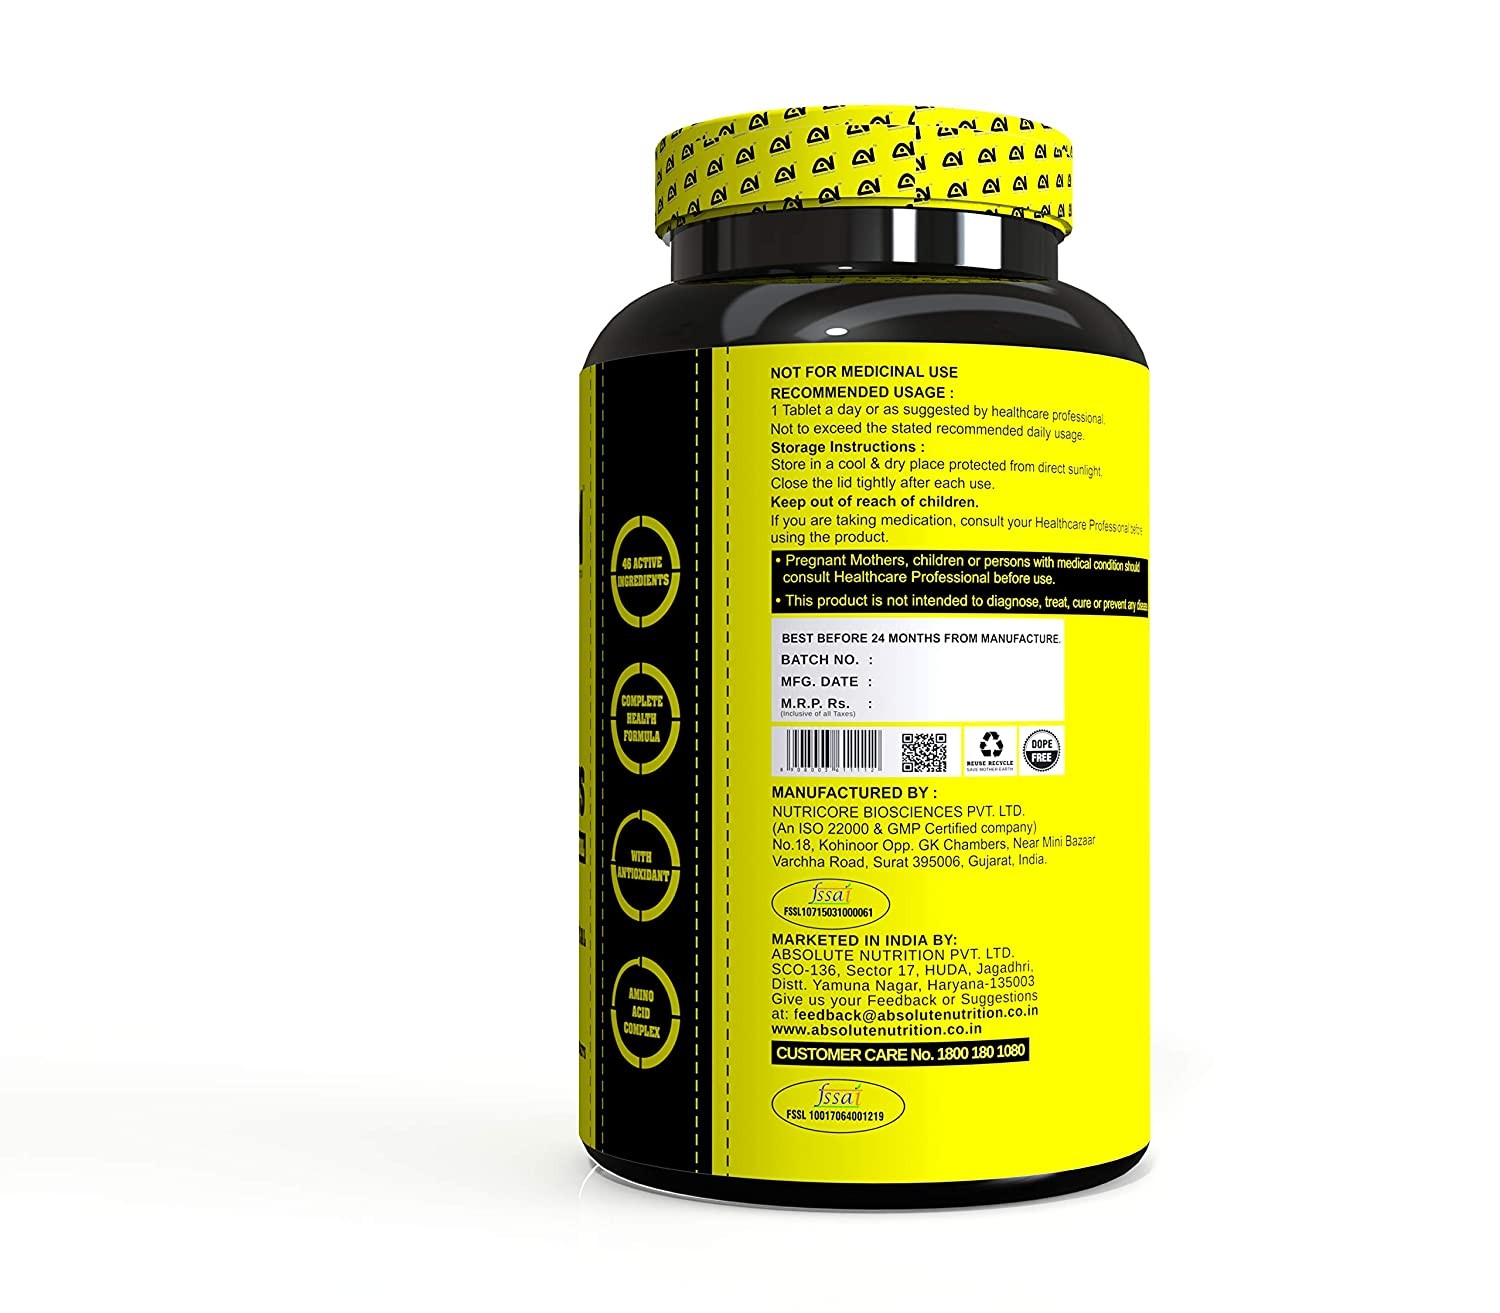 NOT FOR MEDICINAL USE
RECOMMENDED USAGE :
1 Tablet a day or as suggested by healthcare professional.
Not to exceed the stated recommended daily usage.
Storage Instructions :
Store in a cool & dry place protected from direct sunlight.
Close the lid tightly after each use.
Keep out of reach of children.
If you are taking medication, consult your Healthcare Professional before
using the product.
• Pregnant Mothers, children or persons with medical condition should
consult Healthcare Professional before use.
• This product is not intended to diagnose, treat, cure or prevent any
BEST BEFORE 24 MONTHS FROM MANUFACTURE.
BATCH NO. :
MFG. DATE :
M.R.P. Rs. :
(Inclusive of all Taxes)
REUSE RECYCLE
SAVE MOTHER EARTH
DOPE
FREE
MANUFACTURED BY :
NUTRICORE BIOSCIENCES PVT. LTD.
(An ISO 22000 & GMP Certified company)
No.18, Kohinoor Opp. GK Chambers, Near Mini Bazaar
Varchha Road, Surat 395006, Gujarat, India.
fssai
FSSL10715031000061
MARKETED IN INDIA BY:
ABSOLUTE NUTRITION PVT. LTD.
SCO-136, Sector 17, HUDA, Jagadhri,
Distt. Yamuna Nagar, Haryana-135003
Give us your Feedback or Suggestions
at: feedback@absolutenutrition.co.in
www.absolutenutrition.co.in
CUSTOMER CARE No. 1800 180 1080
fssai
FSSL 10017064001219
46 ACTIVE
INGREDIENTS
COMPLETE
HEALTH
FORMULA
WITH
ANTIOXIDANT
AMINO
ACID
COMPLEX